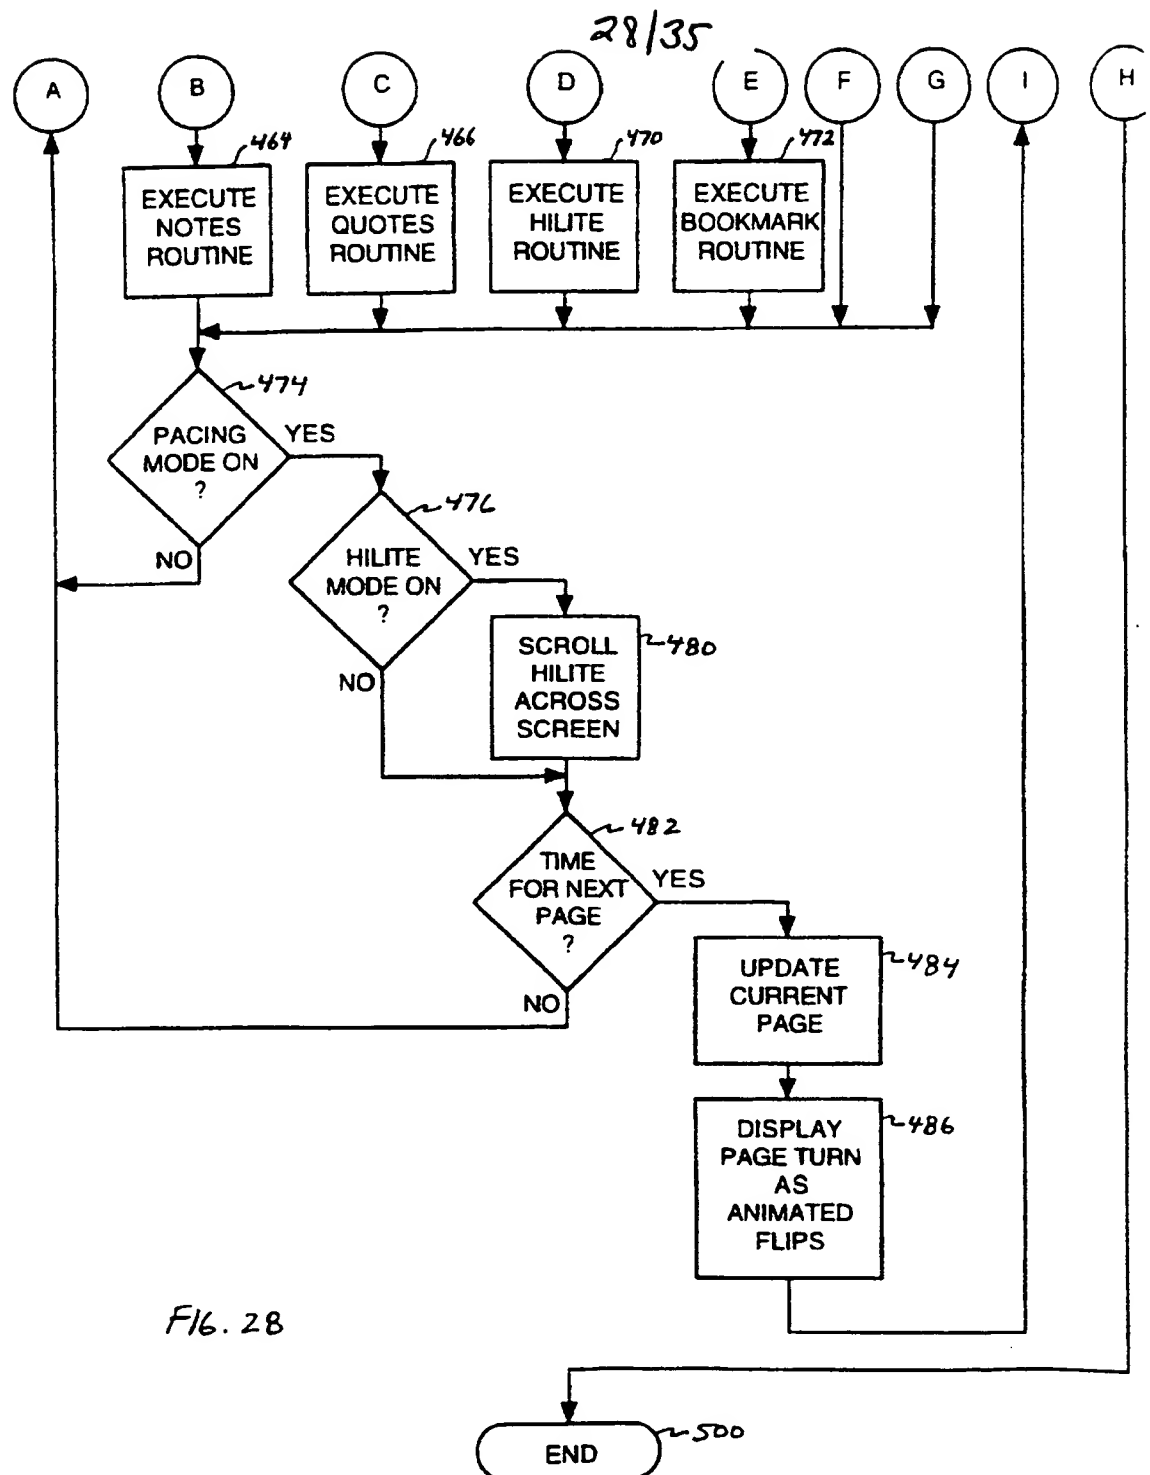 28/35
A
B
C
D
E
F
G
I
H
464
466
470
472
EXECUTE
NOTES
ROUTINE
EXECUTE
QUOTES
ROUTINE
EXECUTE
HILITE
ROUTINE
EXECUTE
BOOKMARK
ROUTINE
474
PACING
MODE ON
?
YES
NO
476
HILITE
MODE ON
?
YES
NO
480
SCROLL
HILITE
ACROSS
SCREEN
482
TIME
FOR NEXT
PAGE
?
YES
NO
484
UPDATE
CURRENT
PAGE
486
DISPLAY
PAGE TURN
AS
ANIMATED
FLIPS
FIG. 28
500
END